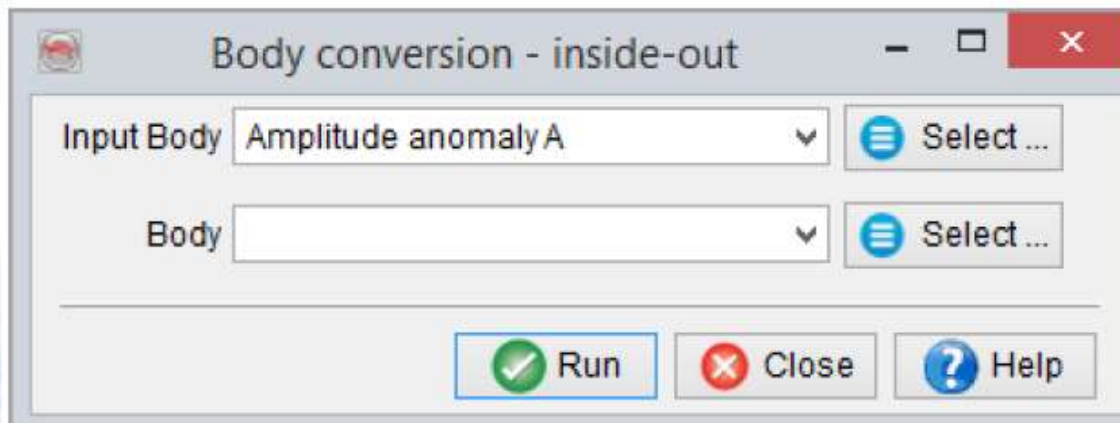 Body conversion - inside-out
Input Body Amplitude anomaly A Select ...
Body Select ...
Run Close Help